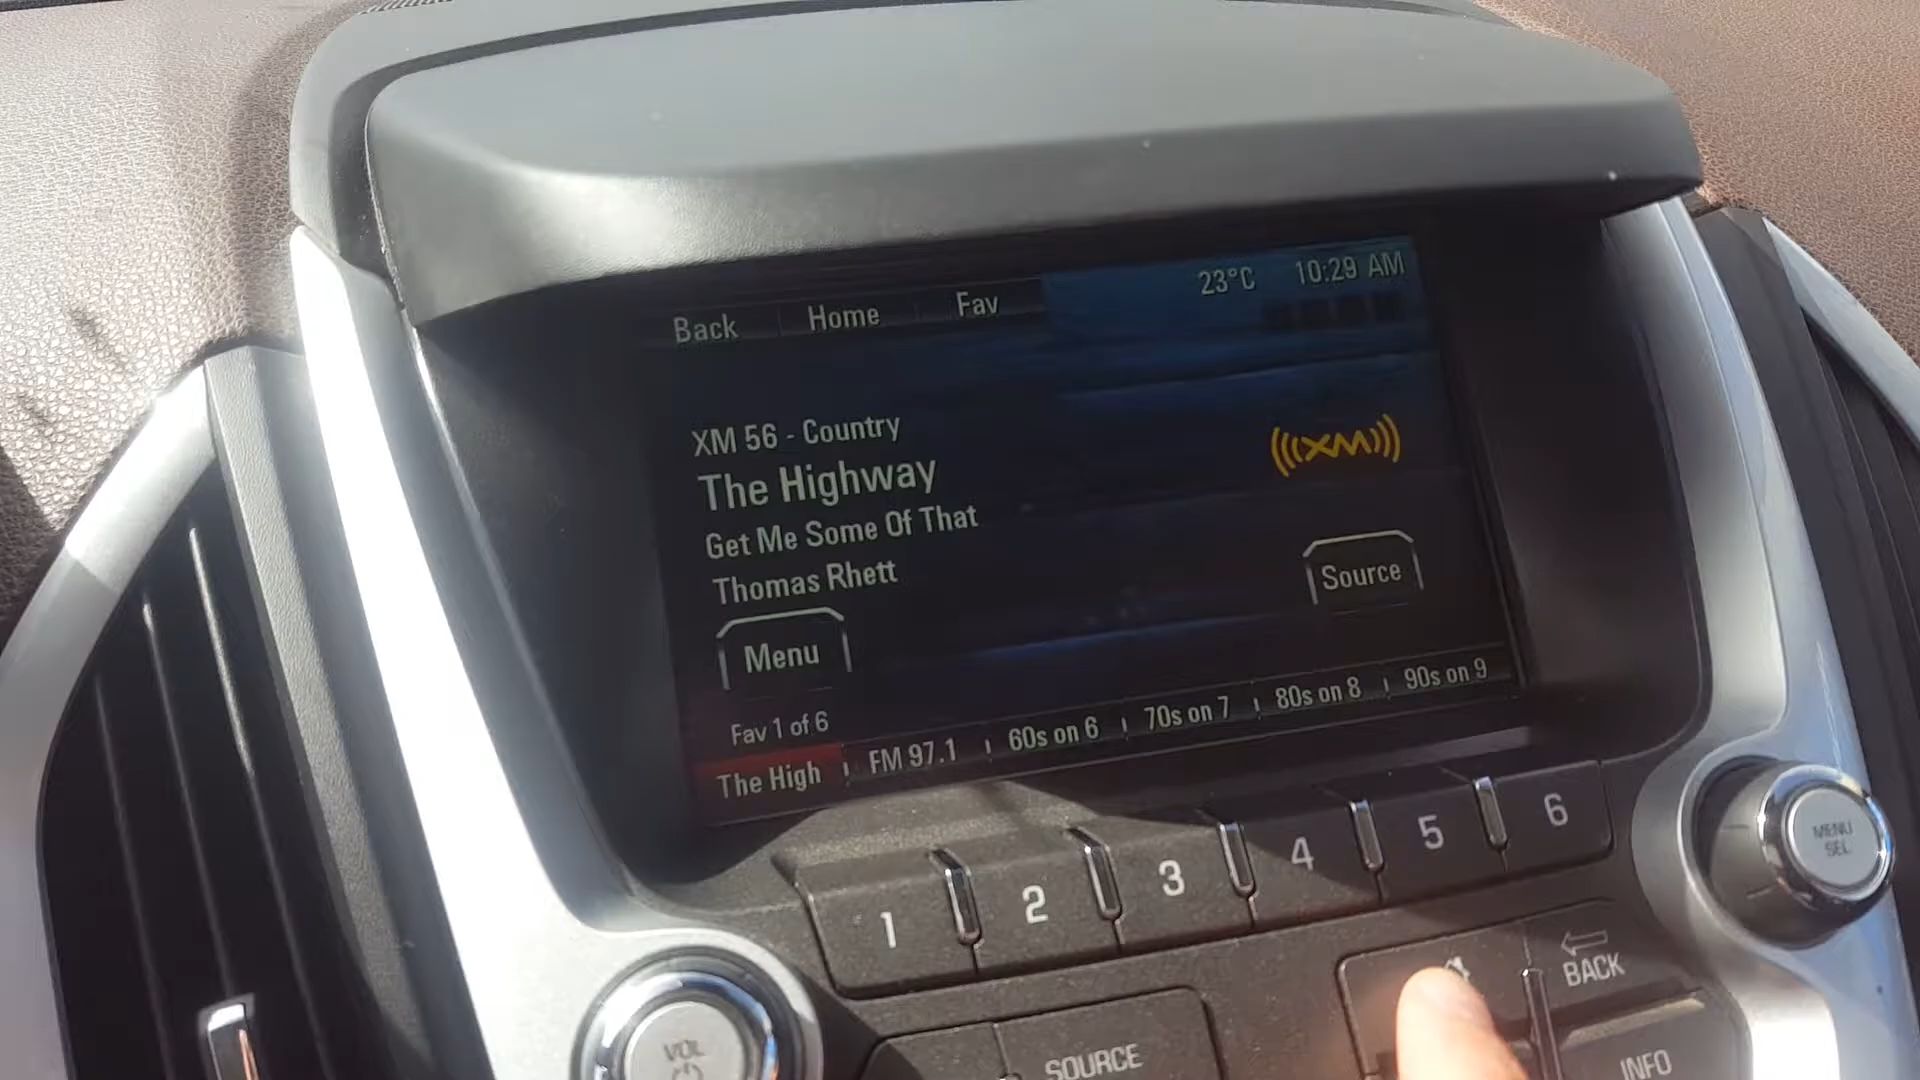 Back Home Fav 23°C 10:29 AM
XM 56 - Country
The Highway
Get Me Some Of That
Thomas Rhett
XM
Source
Menu
Fav 1 of 6
The High FM 97.1 60s on 6 70s on 7 80s on 8 90s on 9
1 2 3 4 5 6
MENU
SEL
BACK
VOL
SOURCE
INFO